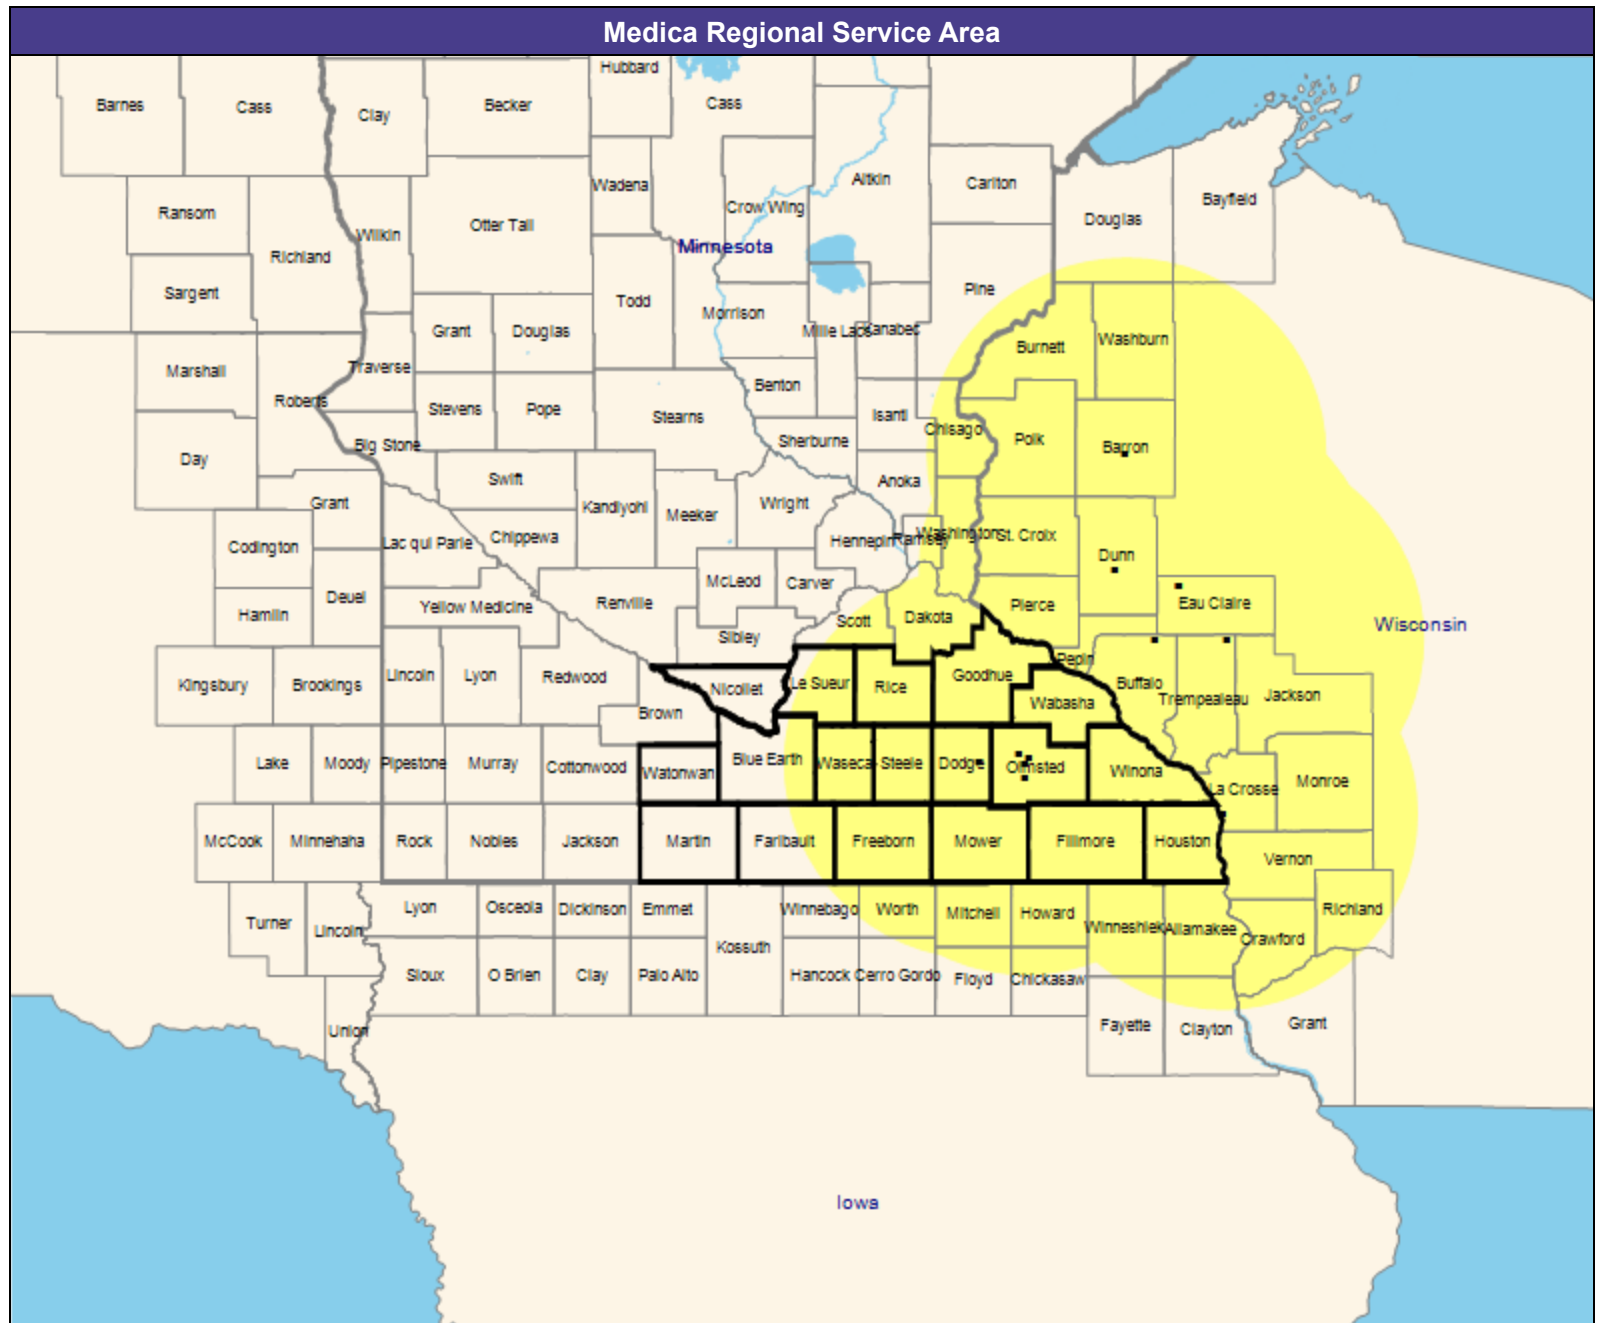 Medica Regional Service Area
Hubbard
Barnes
Cass
Clay
Becker
Cass
Wadena
Aitkin
Carlton
Ransom
Crow Wing
Douglas
Bayfield
Otter Tail
Wilkin
Minnesota
Richland
Sargent
Todd
Pine
Morrison
Grant
Douglas
Mille Lacs
Kanabec
Burnett
Washburn
Marshall
Traverse
Roberts
Stevens
Pope
Stearns
Benton
Isanti
Chisago
Polk
Barron
Day
Big Stone
Sherburne
Swift
Anoka
Grant
Kandiyohi
Meeker
Wright
Codington
Lac qui Parle
Chippewa
Hennepin
Ramsey
Washington
St. Croix
Dunn
McLeod
Carver
Deuel
Hamlin
Yellow Medicine
Renville
Scott
Dakota
Pierce
Eau Claire
Wisconsin
Sibley
Pepin
Kingsbury
Brookings
Lincoln
Lyon
Redwood
Nicollet
Le Sueur
Rice
Goodhue
Buffalo
Trempealeau
Jackson
Brown
Wabasha
Lake
Moody
Pipestone
Murray
Cottonwood
Watonwan
Blue Earth
Waseca
Steele
Dodge
Olmsted
Winona
La Crosse
Monroe
McCook
Minnehaha
Rock
Nobles
Jackson
Martin
Faribault
Freeborn
Mower
Fillmore
Houston
Vernon
Turner
Lincoln
Lyon
Osceola
Dickinson
Emmet
Kossuth
Winnebago
Worth
Mitchell
Howard
Winneshiek
Allamakee
Crawford
Richland
Sioux
O Brien
Clay
Palo Alto
Hancock
Cerro Gordo
Floyd
Chickasaw
Union
Fayette
Clayton
Grant
Iowa